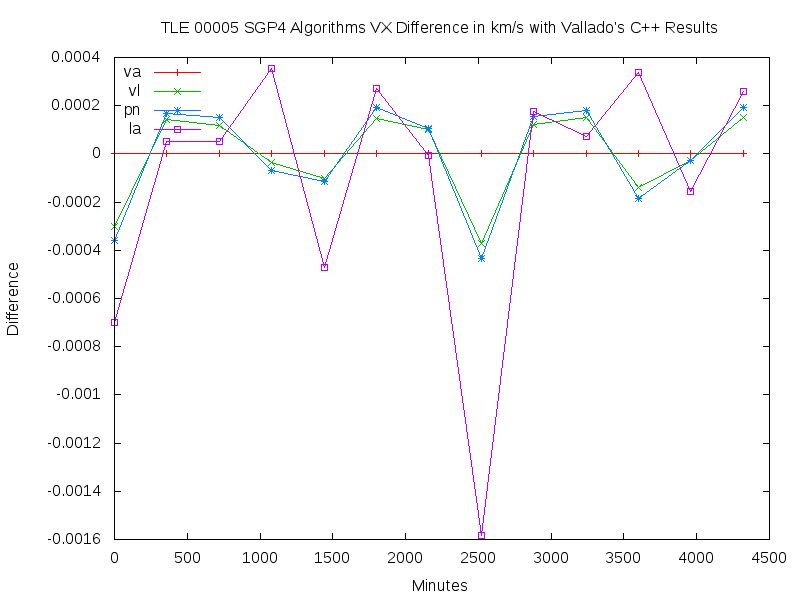 TLE 00005 SGP4 Algorithms VX Difference in km/s with Vallado's C++ Results
0.0004
0.0002
0
-0.0002
-0.0004
-0.0006
-0.0008
-0.001
-0.0012
-0.0014
-0.0016
va
vl
pn
la
Difference
0 500 1000 1500 2000 2500 3000 3500 4000 4500
Minutes